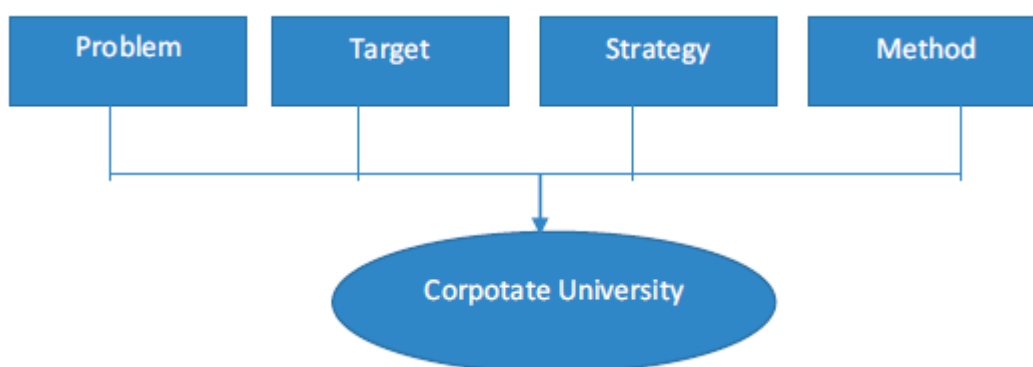 Problem
Target
Strategy
Method
Corpotate University